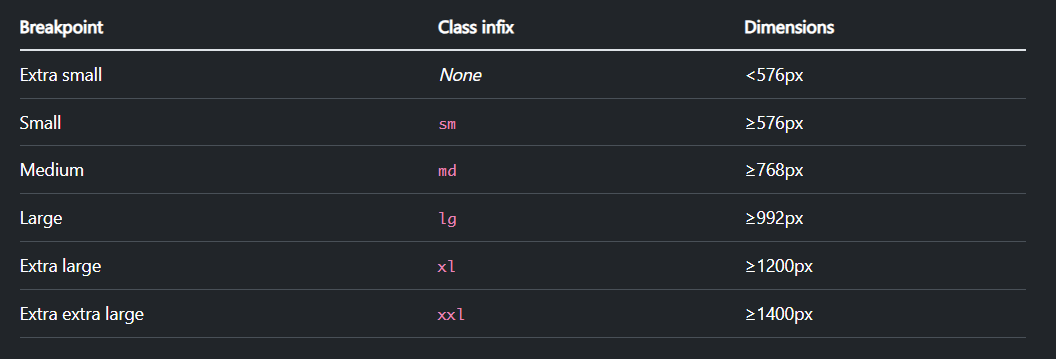 Breakpoint Class infix Dimensions
Extra small None <576px
Small sm ≥576px
Medium md ≥768px
Large lg ≥992px
Extra large xl ≥1200px
Extra extra large xxl ≥1400px